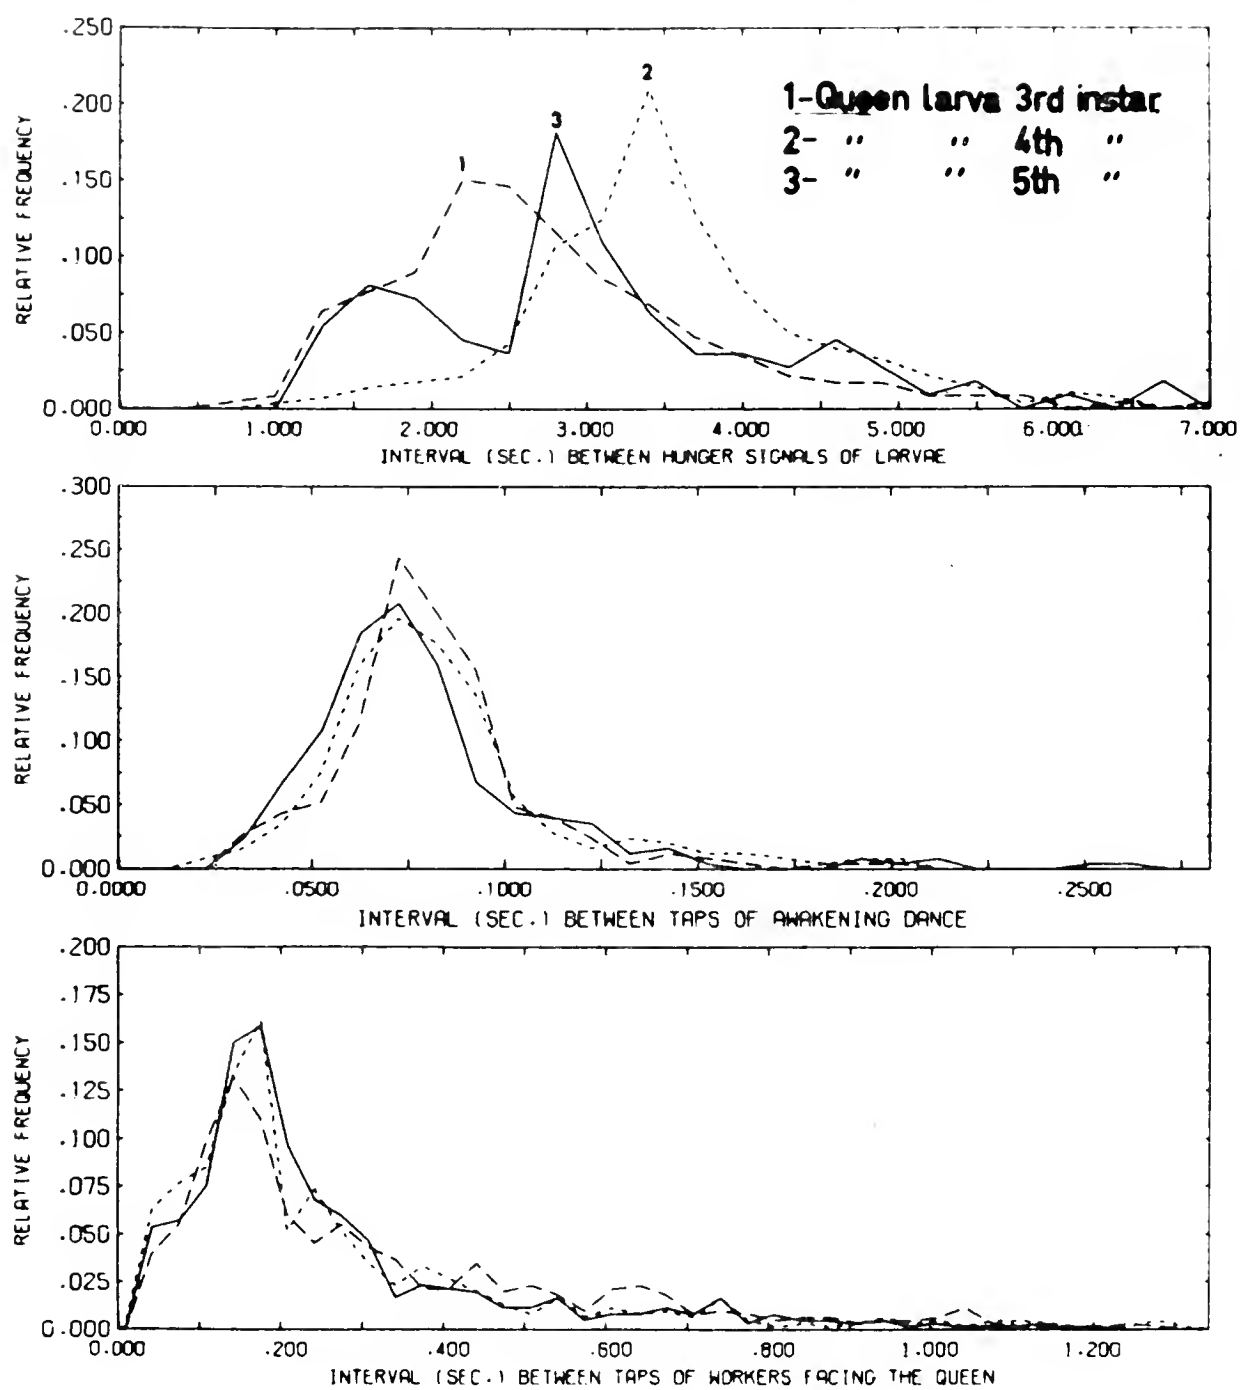 .250
.200
.150
.100
.050
0.000
RELATIVE FREQUENCY
1
2
3
1-Queen larva 3rd instar
2- " " 4th "
3- " " 5th "
0.000 1.000 2.000 3.000 4.000 5.000 6.000 7.000
INTERVAL (SEC.) BETWEEN HUNGER SIGNALS OF LARVAE
.300
.250
.200
.150
.100
.050
0.000
RELATIVE FREQUENCY
0.0000 .0500 .1000 .1500 .2000 .2500
INTERVAL (SEC.) BETWEEN TAPS OF AWAKENING DANCE
.200
.175
.150
.125
.100
.075
.050
.025
0.000
RELATIVE FREQUENCY
0.000 .200 .400 .600 .800 1.000 1.200
INTERVAL (SEC.) BETWEEN TAPS OF WORKERS FACING THE QUEEN